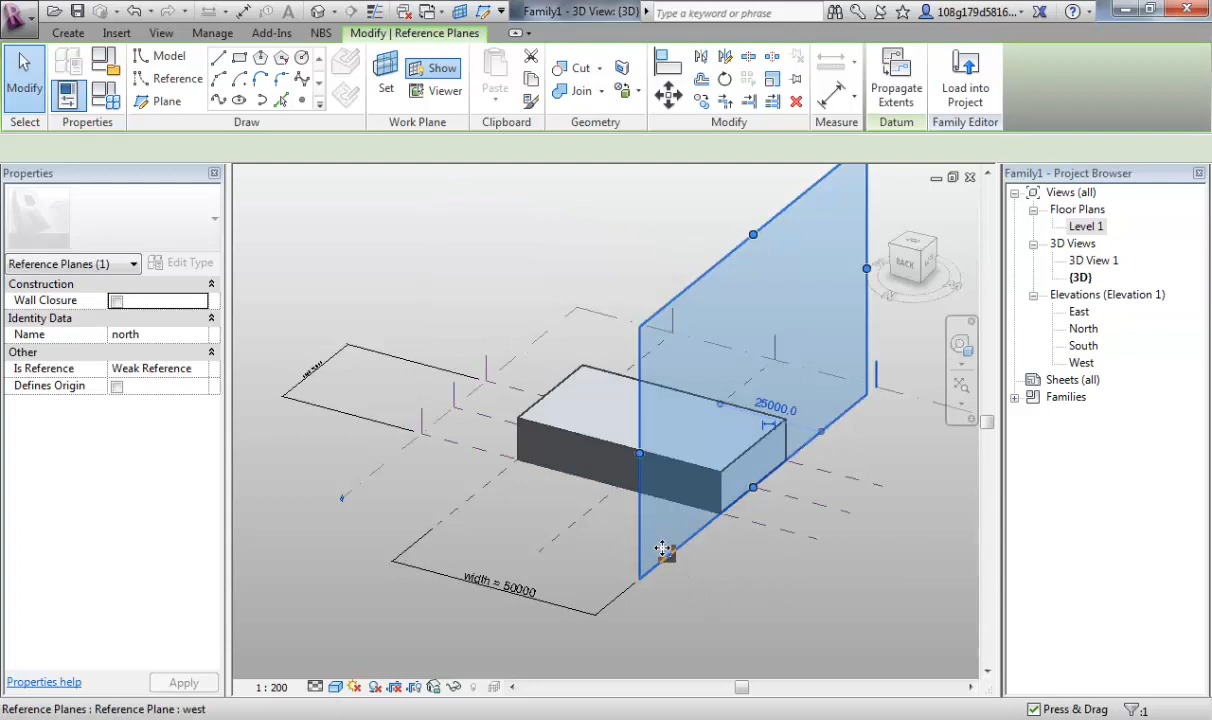 Family1 - 3D View: {3D}
Type a keyword or phrase
108g179d5816...
Create Insert View Manage Add-Ins NBS Modify | Reference Planes
Modify
Model
Reference
Plane
Set
Show
Viewer
Paste
Cut
Join
Propagate
Extents
Load into
Project
Select Properties Draw Work Plane Clipboard Geometry Modify Measure Datum Family Editor
Properties
Reference Planes (1)
Edit Type
Construction
Wall Closure
Identity Data
Name north
Other
Is Reference Weak Reference
Defines Origin
Properties help
Apply
BACK
25000.0
width = 50000
1 : 200
Family1 - Project Browser
Views (all)
Floor Plans
Level 1
3D Views
3D View 1
(3D)
Elevations (Elevation 1)
East
North
South
West
Sheets (all)
Families
Reference Planes : Reference Plane : west
Press & Drag
:1